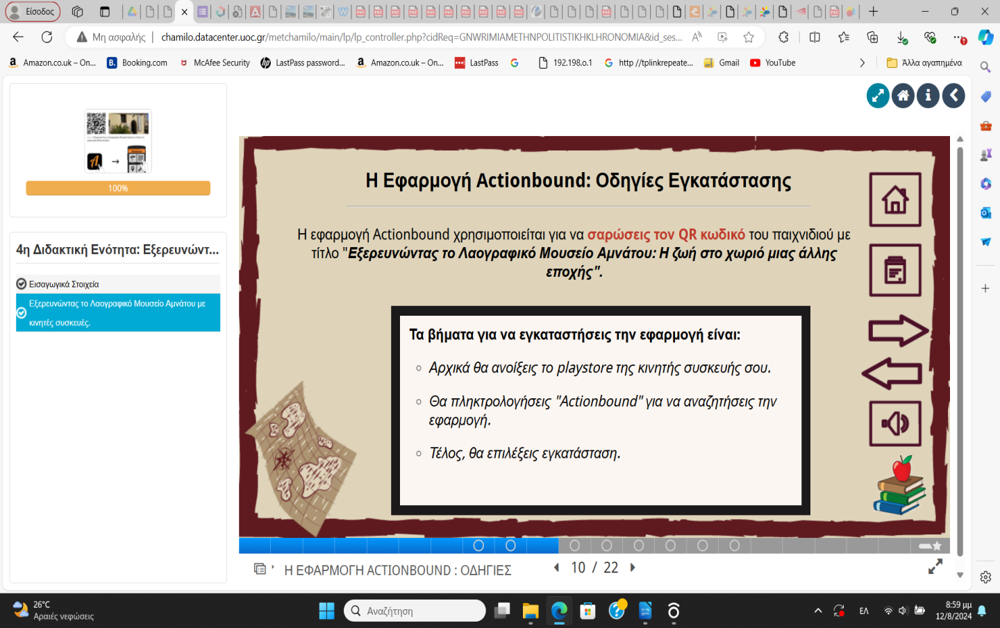 Είσοδος
Μη ασφαλής
chamilo.datacenter.uoc.gr/metchamilo/main/lp/lp_controller.php?cidReq=GNWRIMIAMETHNPOLITISTIKHKLHRONOMIA&id_ses...
Amazon.co.uk – On...
Booking.com
McAfee Security
LastPass password...
Amazon.co.uk – On...
LastPass
192.198.o.1
http://tplinkrepeate...
Gmail
YouTube
Άλλα αγαπημένα
100%
4η Διδακτική Ενότητα: Εξερευνώντ...
Εισαγωγικά Στοιχεία
Εξερευνώντας το Λαογραφικό Μουσείο Αμνάτου με
κινητές συσκευές.
Η Εφαρμογή Actionbound: Οδηγίες Εγκατάστασης
Η εφαρμογή Actionbound χρησιμοποιείται για να σαρώσεις τον QR κωδικό του παιχνιδιού με
τίτλο "Εξερευνώντας το Λαογραφικό Μουσείο Αμνάτου: Η ζωή στο χωριό μιας άλλης
εποχής".
Τα βήματα για να εγκαταστήσεις την εφαρμογή είναι:
Αρχικά θα ανοίξεις το playstore της κινητής συσκευής σου.
Θα πληκτρολογήσεις "Actionbound" για να αναζητήσεις την
εφαρμογή.
Τέλος, θα επιλέξεις εγκατάσταση.
Η ΕΦΑΡΜΟΓΗ ACTIONBOUND : ΟΔΗΓΙΕΣ
10 / 22
26°C
Αραιές νεφώσεις
Αναζήτηση
ΕΛ
8:59 μμ
12/8/2024